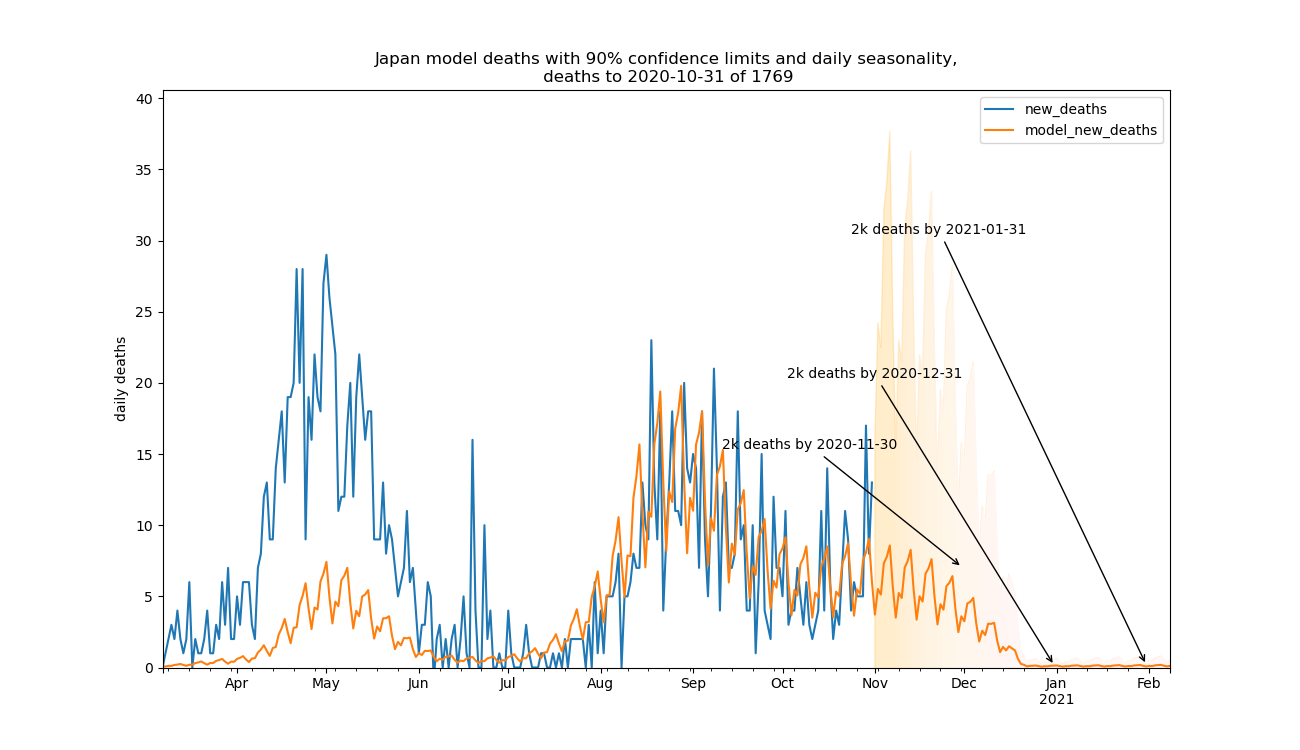 Japan model deaths with 90% confidence limits and daily seasonality,
deaths to 2020-10-31 of 1769
new_deaths
model_new_deaths
daily deaths
40
35
30
25
20
15
10
5
0
2k deaths by 2021-01-31
2k deaths by 2020-12-31
2k deaths by 2020-11-30
Apr May Jun Jul Aug Sep Oct Nov Dec Jan Feb
2021